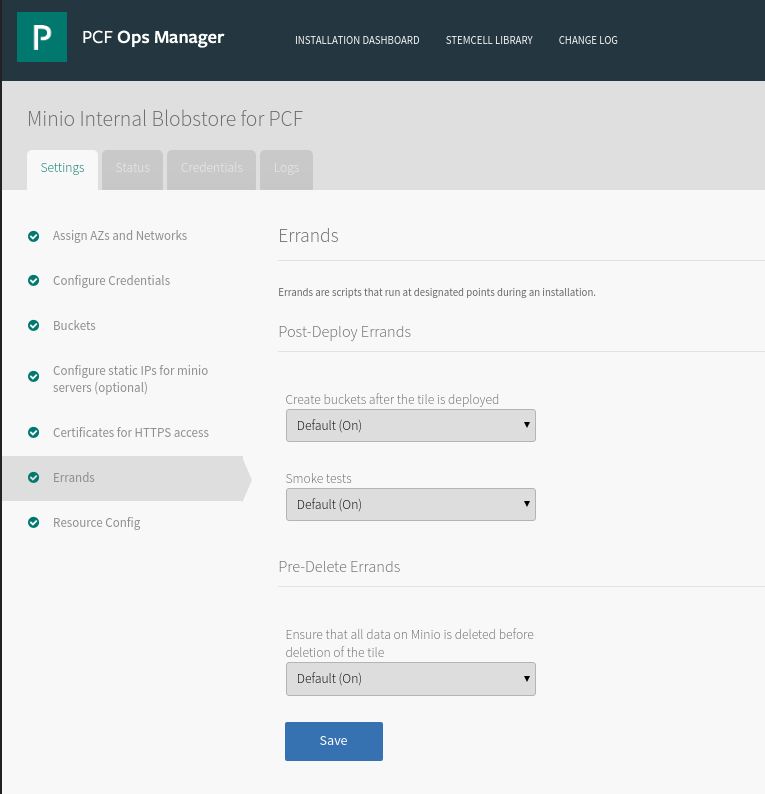 P
PCF Ops Manager
INSTALLATION DASHBOARD
STEMCELL LIBRARY
CHANGE LOG
Minio Internal Blobstore for PCF
Settings
Status
Credentials
Logs
Assign AZs and Networks
Configure Credentials
Buckets
Configure static IPs for minio
servers (optional)
Certificates for HTTPS access
Errands
Resource Config
Errands
Errands are scripts that run at designated points during an installation.
Post-Deploy Errands
Create buckets after the tile is deployed
Default (On)
Smoke tests
Default (On)
Pre-Delete Errands
Ensure that all data on Minio is deleted before
deletion of the tile
Default (On)
Save